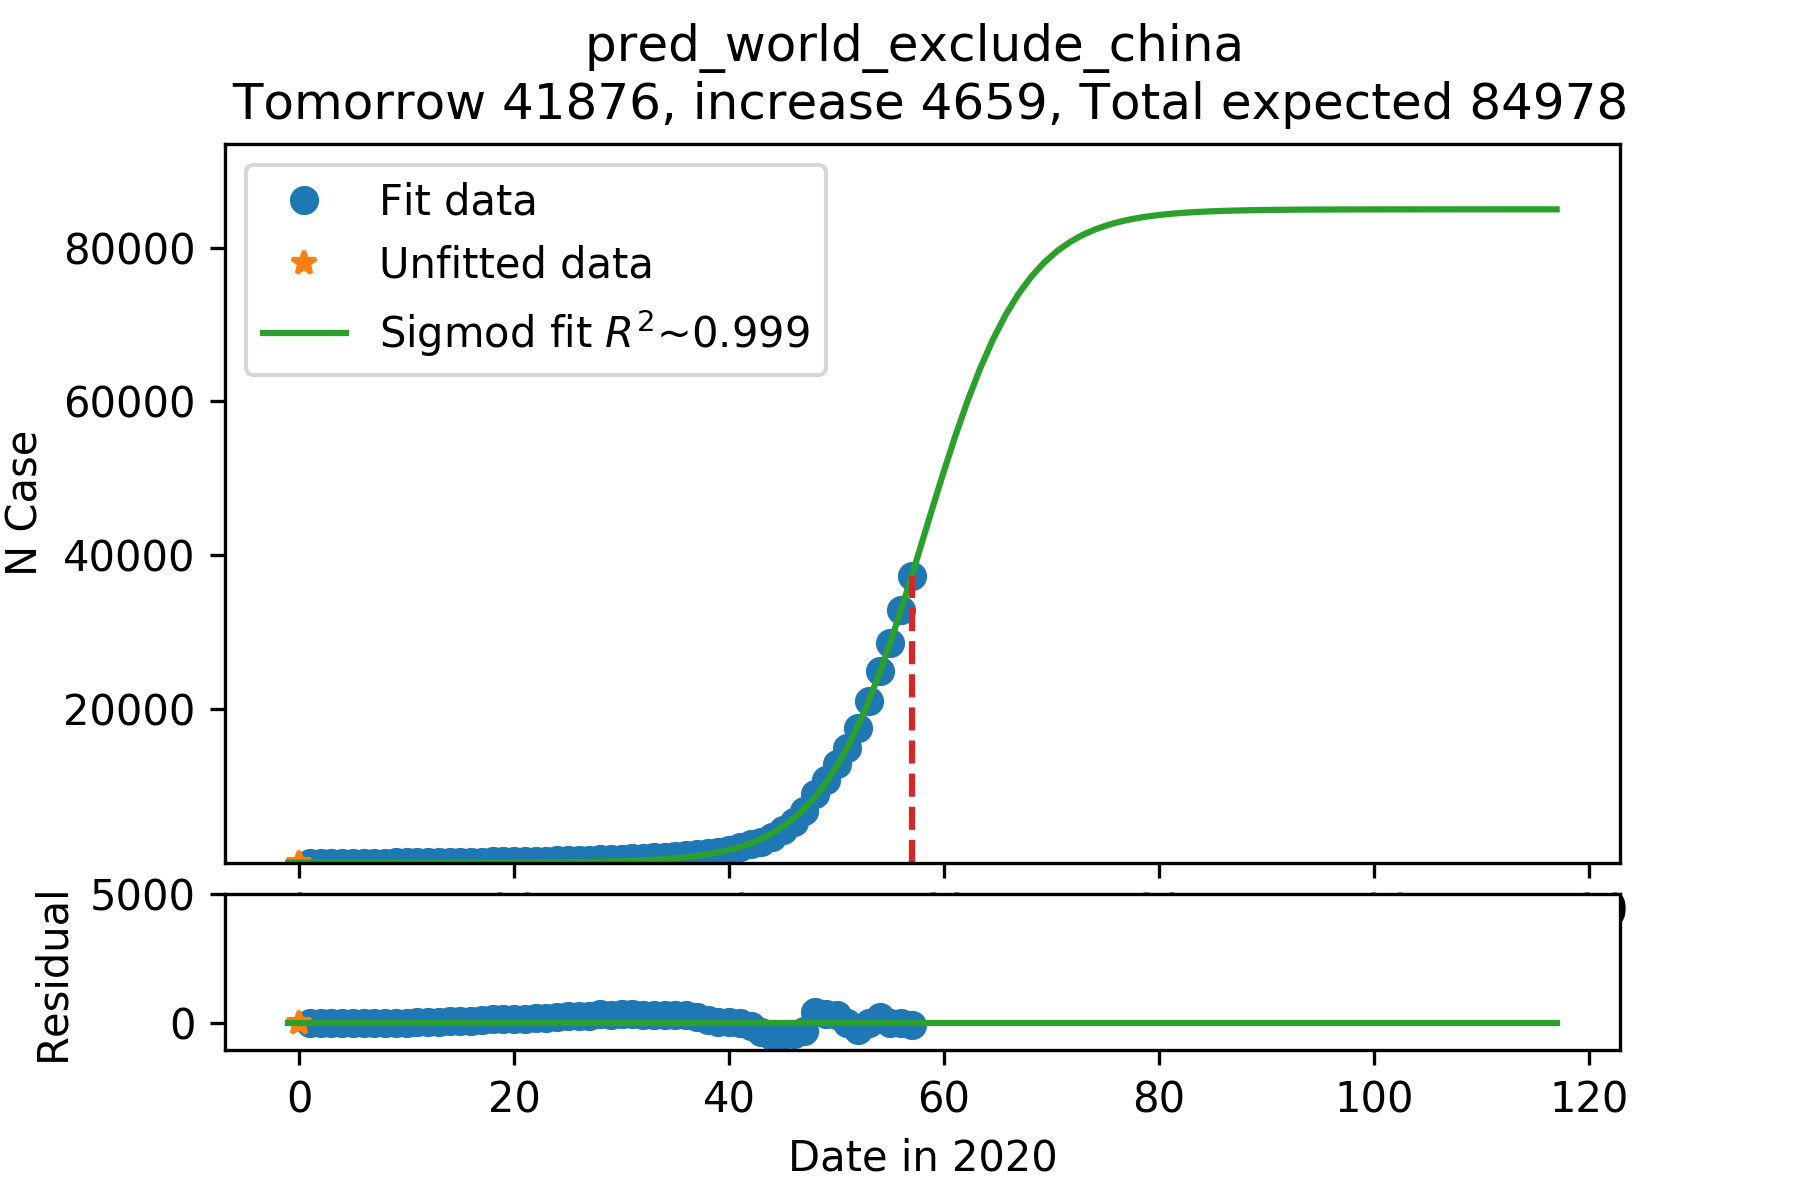 pred_world_exclude_china
Tomorrow 41876, increase 4659, Total expected 84978
Fit data
Unfitted data
Sigmod fit R²~0.999
80000
60000
40000
20000
N Case
5000
0
Residual
0 20 40 60 80 100 120
Date in 2020